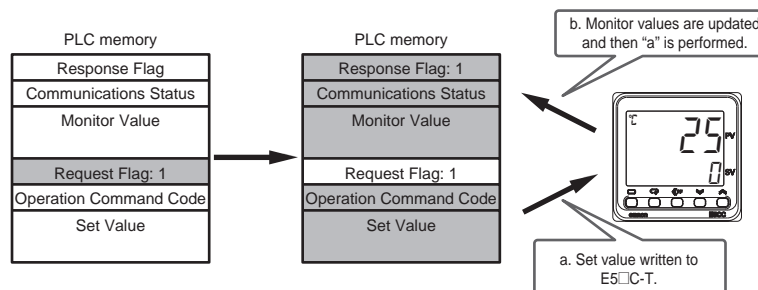 PLC memory
Response Flag
Communications Status
Monitor Value
Request Flag: 1
Operation Command Code
Set Value
PLC memory
Response Flag: 1
Communications Status
Monitor Value
Request Flag: 1
Operation Command Code
Set Value
b. Monitor values are updated
and then “a” is performed.
℃
25
PV
0
SV
omron
E5CC
a. Set value written to
E5□C-T.